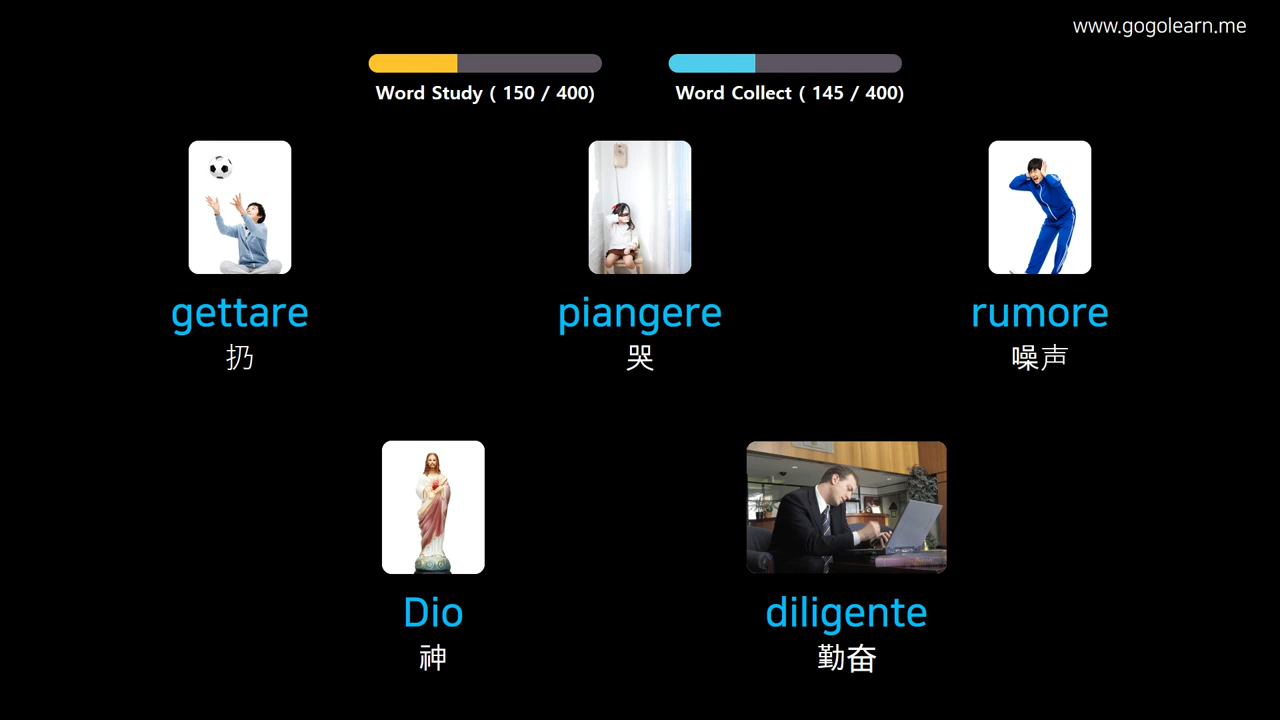 www.gogolearn.me
Word Study ( 150 / 400)
Word Collect ( 145 / 400)
gettare
扔
piangere
哭
rumore
噪声
Dio
神
diligente
勤奋